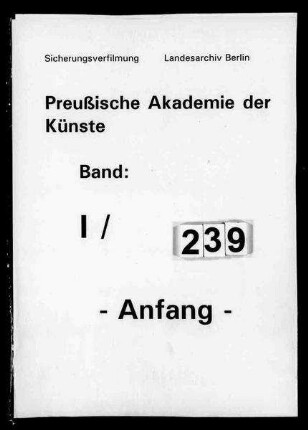 Sicherungsverfilmung Landesarchiv Berlin
Preußische Akademie der
Künste
Band:
I / 239
- Anfang -